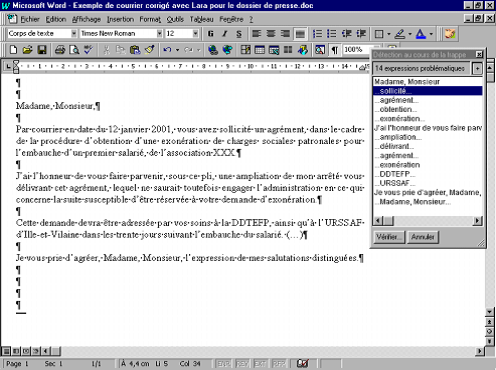 Microsoft Word - Exemple de courrier corrigé avec Lara pour le dossier de presse.doc
Fichier Edition Affichage Insertion Format Outils Tableau Fenêtre ?
Corps de texte Times New Roman 12 G I S
100%
Détection au cours de la frappe
14 expressions problématiques
Madame, Monsieur
...sollicité...
...agrément...
...obtention...
...exonération...
J'ai l'honneur de vous faire parv
...ampliation...
...délivrant...
...agrément...
...exonération
...DDTEFP...
...URSSAF...
Je vous prie d'agréer, Madame,
...Madame, Monsieur...
Vérifier... Annuler
¶
¶
Madame,·Monsieur,¶
¶
Par·courrier·en·date·du·12·janvier·2001,·vous·avez·sollicité·un·agrément,·dans·le·cadre·
de·la·procédure·d'obtention·d'une·exonération·de·charges·sociales·patronales·pour·
l'embauche·d'un·premier·salarié,·de·l'association·XXX.¶
¶
J'ai·l'honneur·de·vous·faire·parvenir,·sous·ce·pli,·une·ampliation·de·mon·arrêté·vous·
délivrant·cet·agrément,·lequel·ne·saurait·toutefois·engager·l'administration·en·ce·qui·
concerne·la·suite·susceptible·d'être·réservée·à·votre·demande·d'exonération.¶
¶
Cette·demande·devra·être·adressée·par·vos·soins·à·la·DDTEFP,·ainsi·qu'à·l'URSSAF·
d'Ille-et-Vilaine·dans·les·trente·jours·suivant·l'embauche·du·salarié.·(...)¶
¶
Je·vous·prie·d'agréer,·Madame,·Monsieur,·l'expression·de·mes·salutations·distinguées.¶
¶
¶
¶
¶
Page 1 Sec 1 1/1 À 4,4 cm Li 5 Col 34 ENR REV EXT RFP